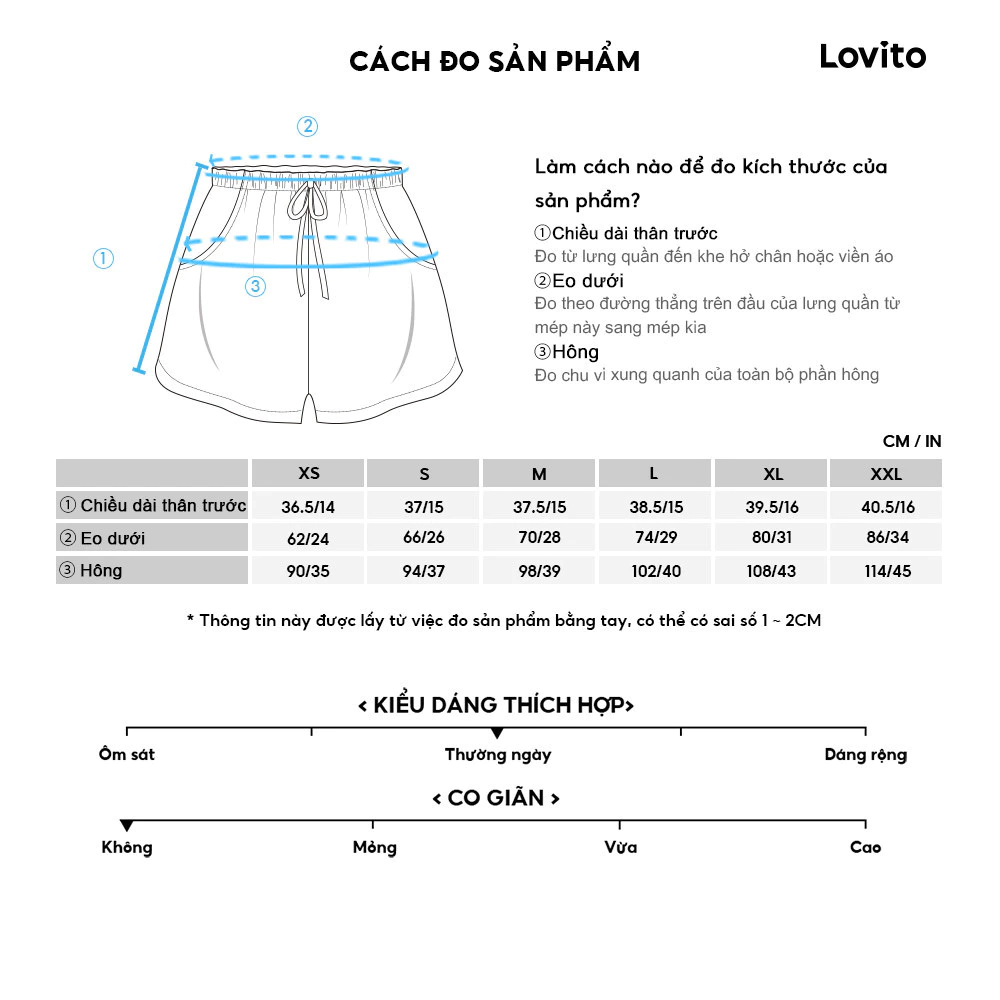 CÁCH ĐO SẢN PHẨM
Lovito
②
①
③
Làm cách nào để đo kích thước của
sản phẩm?
①Chiều dài thân trước
Đo từ lưng quần đến khe hở chân hoặc viền áo
②Eo dưới
Đo theo đường thẳng trên đầu của lưng quần từ
mép này sang mép kia
③Hông
Đo chu vi xung quanh của toàn bộ phần hông
CM / IN
XS S M L XL XXL
① Chiều dài thân trước 36.5/14 37/15 37.5/15 38.5/15 39.5/16 40.5/16
② Eo dưới 62/24 66/26 70/28 74/29 80/31 86/34
③ Hông 90/35 94/37 98/39 102/40 108/43 114/45
* Thông tin này được lấy từ việc đo sản phẩm bằng tay, có thể có sai số 1 ~ 2CM
< KIỂU DÁNG THÍCH HỢP>
Ôm sát Thường ngày Dáng rộng
< CO GIÃN >
Không Mỏng Vừa Cao